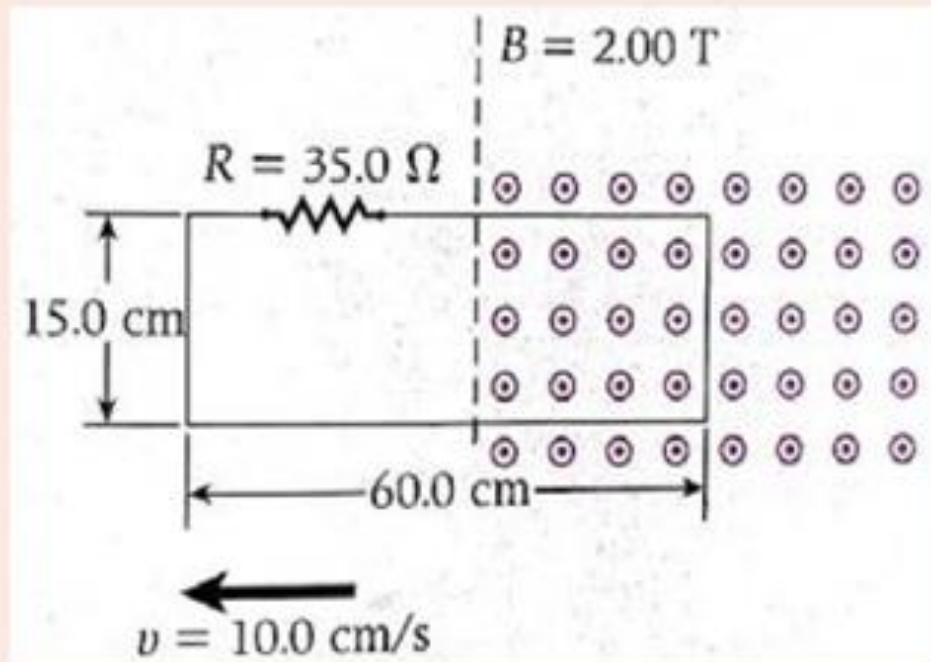 B = 2.00 T
R = 35.0 Ω
15.0 cm
60.0 cm
v = 10.0 cm/s